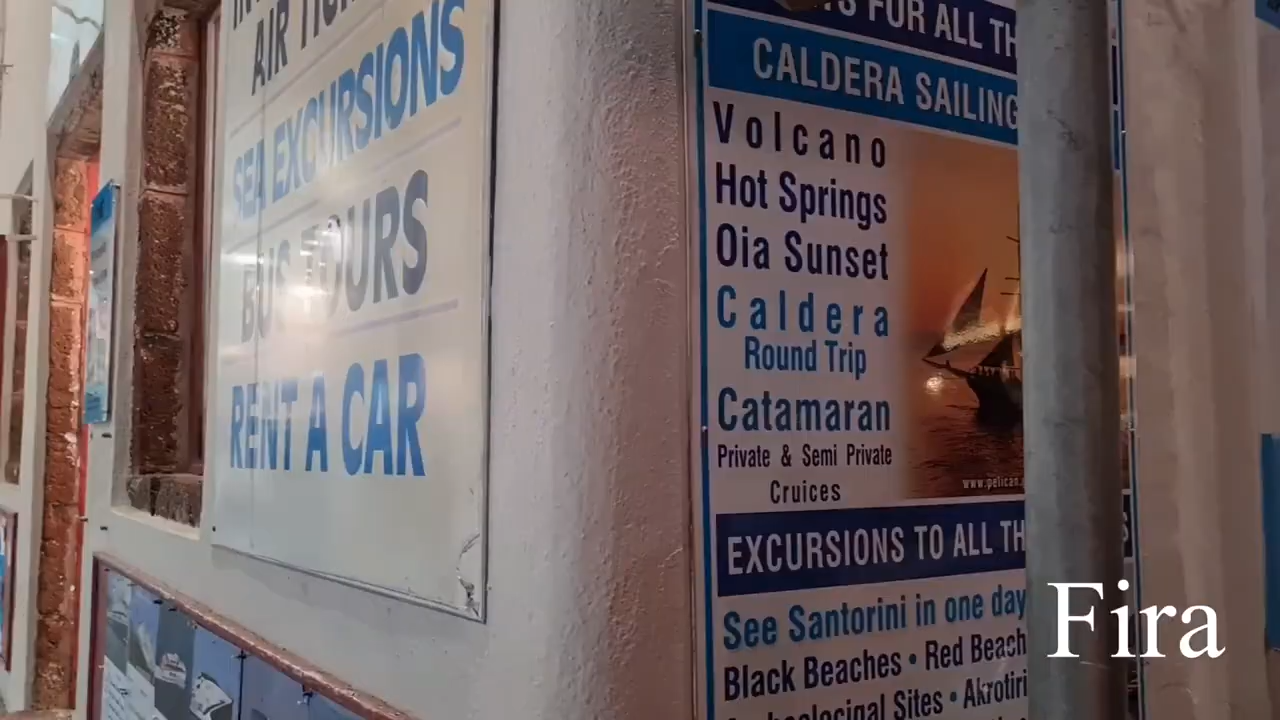 AIR
SEA EXCURSIONS
BUS TOURS
RENT A CAR
FOR ALL
CALDERA SAILING
Volcano
Hot Springs
Oia Sunset
Caldera
Round Trip
Catamaran
Private & Semi Private
Cruices
www.pelican.
EXCURSIONS TO ALL TH
See Santorini in one day
Black Beaches • Red Beach
Sites • Akrotiri
Fira